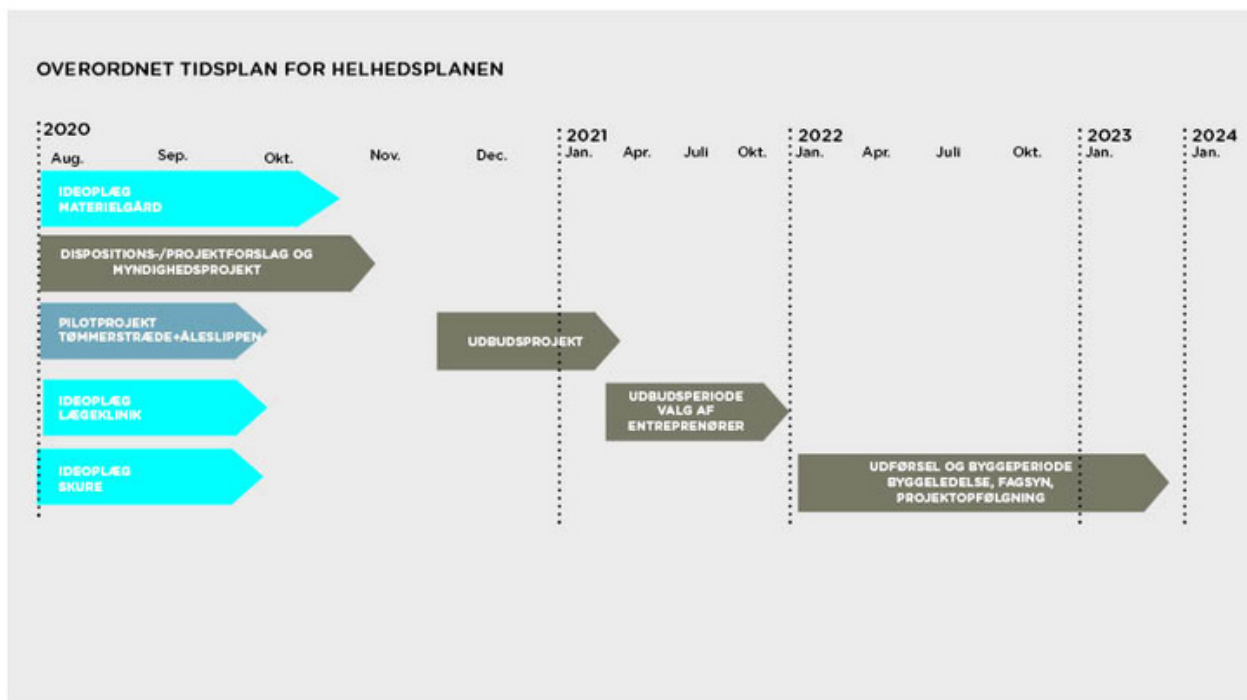 OVERORDNET TIDSPLAN FOR HELHEDSPLANEN
2020
2021
2022
2023
2024
Aug.
Sep.
Okt.
Nov.
Dec.
Jan.
Apr.
Juli
Okt.
Jan.
Apr.
Juli
Okt.
Jan.
Jan.
IDEOPLÆG
MATERIELGÅRD
DISPOSITIONS-/PROJEKTFORSLAG OG
MYNDIGHEDSPROJEKT
PILOTPROJEKT
TØMMERSTRÆDE+ÅLESLIPPEN
UDBUDSPROJEKT
IDEOPLÆG
LÆGEKLINIK
UDBUDSPERIODE
VALG AF
ENTREPRENØRER
IDEOPLÆG
SKURE
UDFØRSEL OG BYGGEPERIODE
BYGGELEDELSE, FAGSYN,
PROJEKTOPFØLGNING